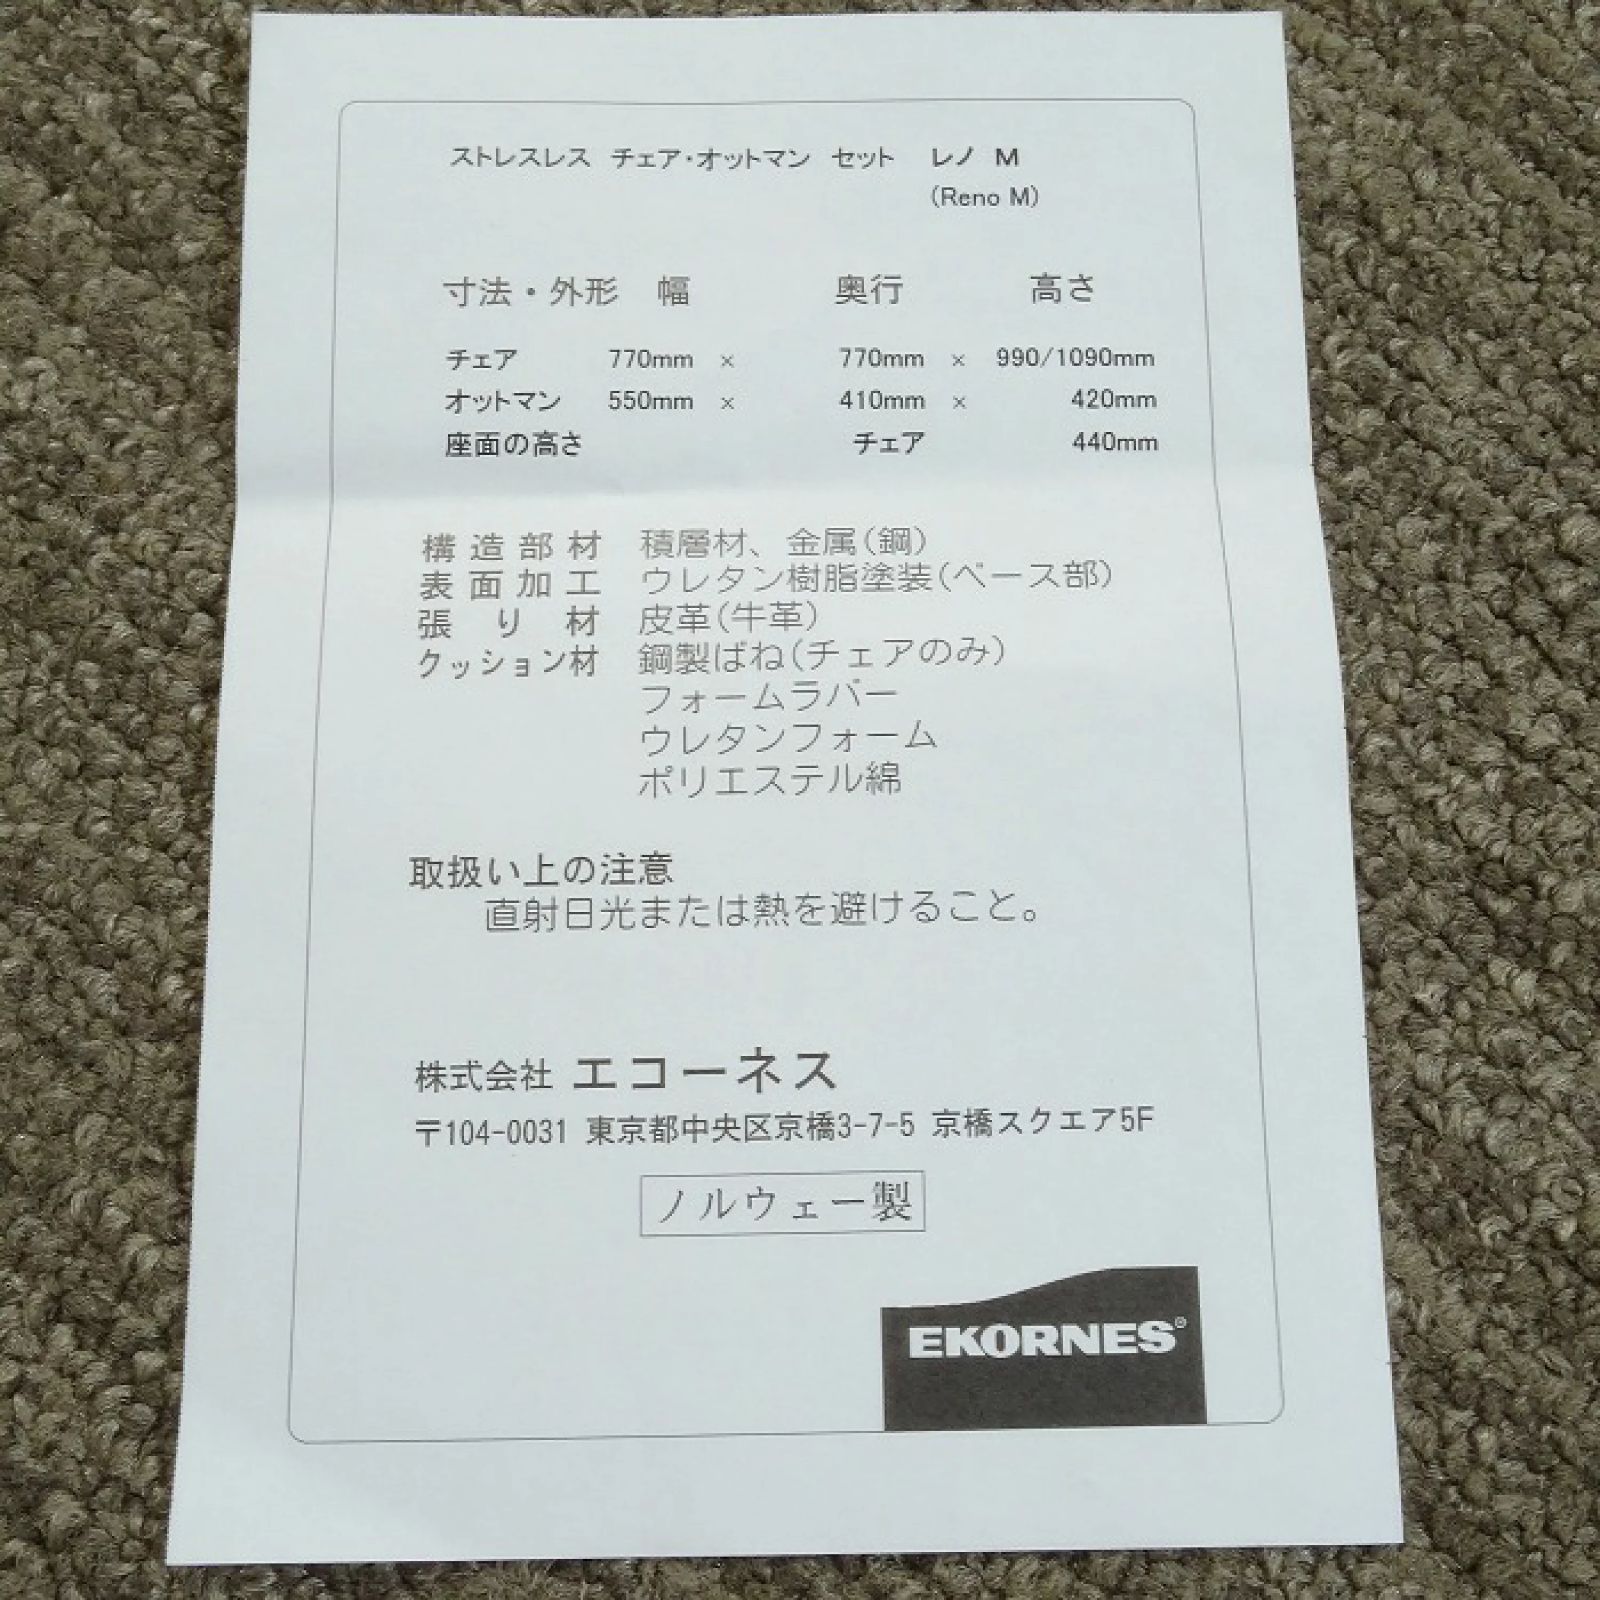 ストレスレス チェア・オットマン セット レノ M
(Reno M)
寸法・外形 幅 奥行 高さ
チェア 770mm × 770mm × 990/1090mm
オットマン 550mm × 410mm × 420mm
座面の高さ チェア 440mm
構造部材 積層材、金属(鋼)
表面加工 ウレタン樹脂塗装(ベース部)
張り材 皮革(牛革)
クッション材 鋼製ばね(チェアのみ)
フォームラバー
ウレタンフォーム
ポリエステル綿
取扱い上の注意
直射日光または熱を避けること。
株式会社 エコーネス
〒104-0031 東京都中央区京橋3-7-5 京橋スクエア5F
ノルウェー製
EKORNES®